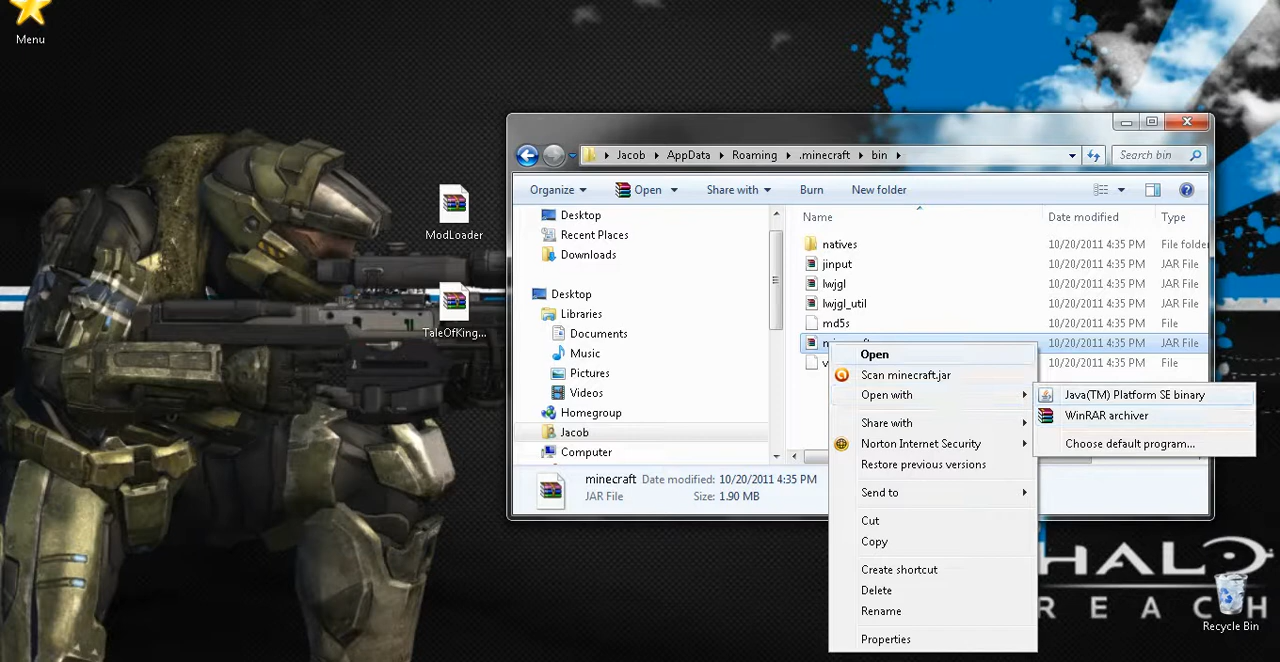 Menu
ModLoader
TaleOfKing...
Jacob AppData Roaming .minecraft bin
Search bin
Organize Open Share with Burn New folder
Desktop
Recent Places
Downloads
Desktop
Libraries
Documents
Music
Pictures
Videos
Homegroup
Jacob
Computer
Name Date modified Type
natives 10/20/2011 4:35 PM File folder
jinput 10/20/2011 4:35 PM JAR File
lwjgl 10/20/2011 4:35 PM JAR File
lwjgl_util 10/20/2011 4:35 PM JAR File
md5s 10/20/2011 4:35 PM File
10/20/2011 4:35 PM JAR File
10/20/2011 4:35 PM File
minecraft Date modified: 10/20/2011 4:35 PM
JAR File Size: 1.90 MB
Open
Scan minecraft.jar
Open with
Share with
Norton Internet Security
Restore previous versions
Send to
Cut
Copy
Create shortcut
Delete
Rename
Properties
Java(TM) Platform SE binary
WinRAR archiver
Choose default program...
HALO
REACH
Recycle Bin